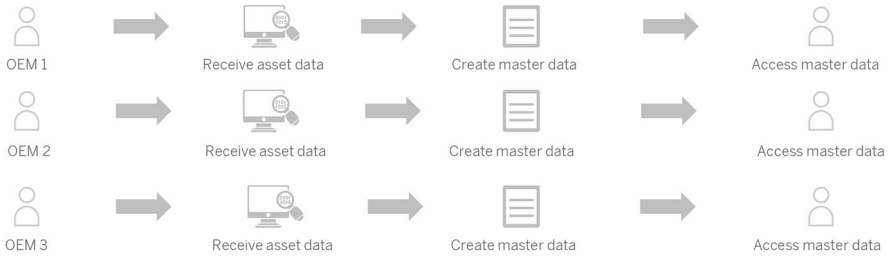 OEM 1 Receive asset data Create master data Access master data
OEM 2 Receive asset data Create master data Access master data
OEM 3 Receive asset data Create master data Access master data